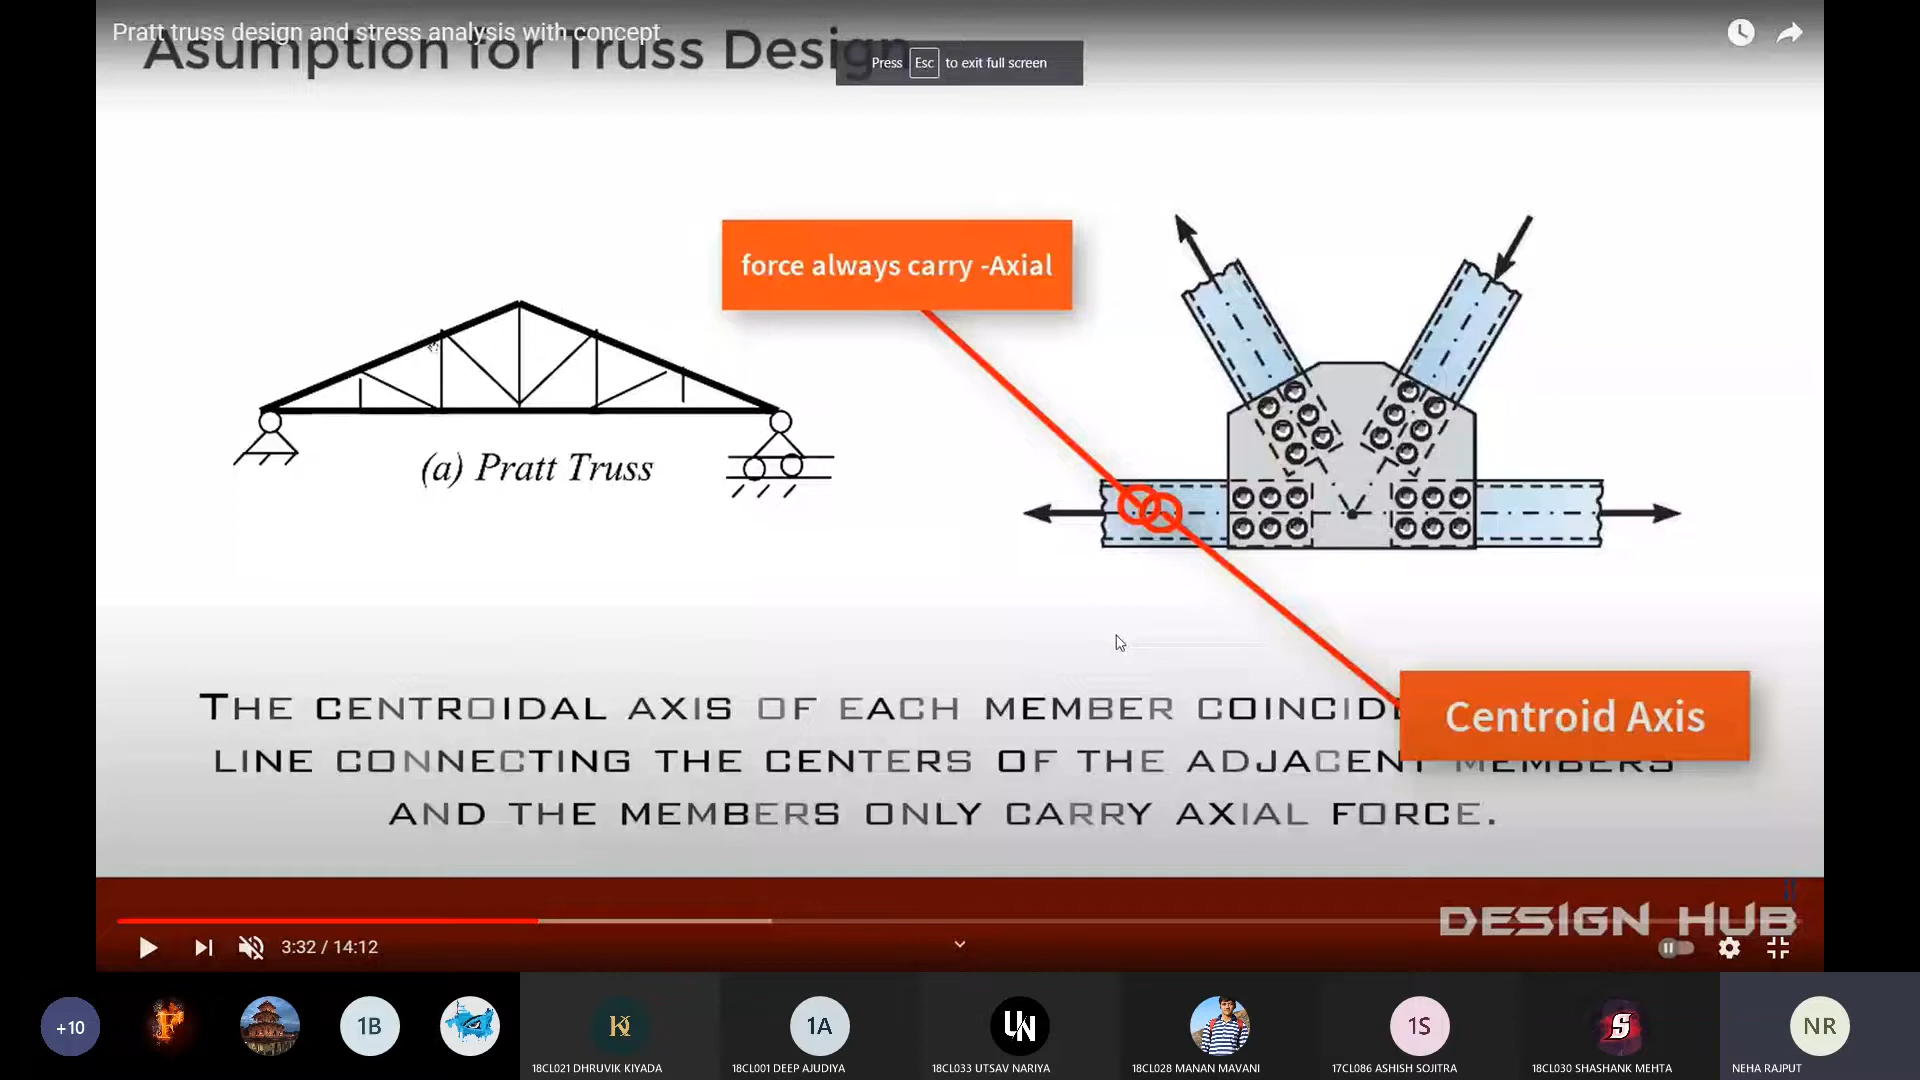 Pratt truss design and stress analysis with concept
Asumption for Truss Design
Press Esc to exit full screen
force always carry -Axial
(a) Pratt Truss
Centroid Axis
THE CENTROIDAL AXIS OF EACH MEMBER
LINE CONNECTING THE CENTERS OF THE ADJACENT MEMBERS
AND THE MEMBERS ONLY CARRY AXIAL FORCE.
DESIGN HUB
3:32 / 14:12
+10
F
1B
K
1A
UN
1S
S
NR
18CL021 DHRUVIK KIYADA
18CL001 DEEP AJUDIYA
18CL033 UTSAV NARIYA
18CL028 MANAN MAVANI
17CL086 ASHISH SOJITRA
18CL030 SHASHANK MEHTA
NEHA RAJPUT